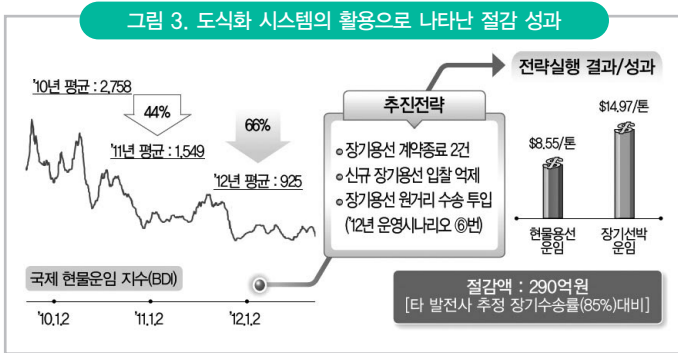 그림 3. 도식화 시스템의 활용으로 나타난 절감 성과
'10년 평균 : 2,758
44%
'11년 평균 : 1,549
66%
'12년 평균 : 925
국제 현물운임 지수(BDI)
'10.1.2
'11.1.2
'12.1.2
추진전략
장기용선 계약종료 2건
신규 장기용선 입찰 억제
장기용선 원거리 수송 투입
('12년 운영시나리오 ⑥번)
전략실행 결과/성과
$8.55/톤
$14.97/톤
현물용선
운임
장기선박
운임
절감액 : 290억원
[타 발전사 추정 장기수송률(85%)대비]